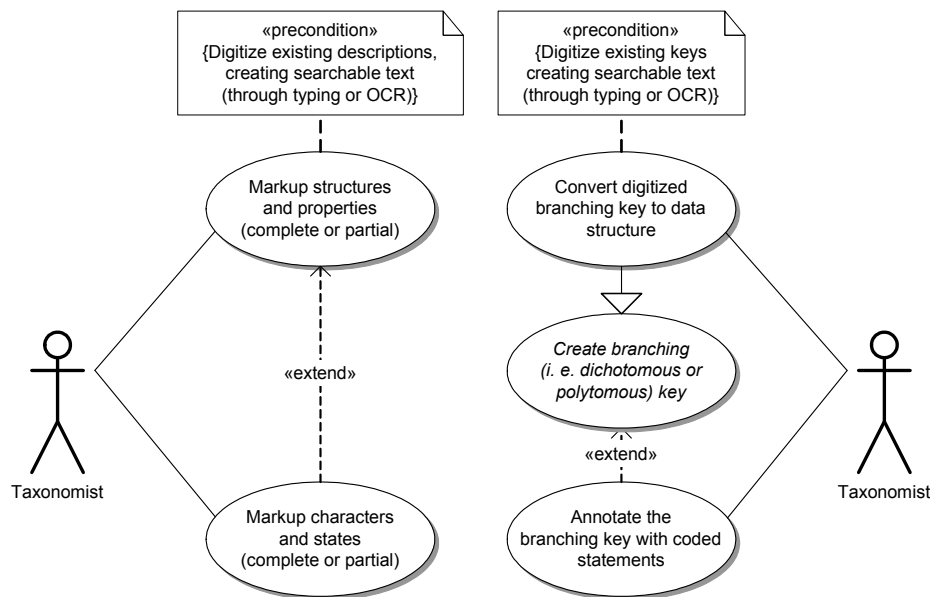 «precondition»
{Digitize existing descriptions,
creating searchable text
(through typing or OCR)}
«precondition»
{Digitize existing keys
creating searchable text
(through typing or OCR)}
Markup structures
and properties
(complete or partial)
Convert digitized
branching key to data
structure
«extend»
Create branching
(i. e. dichotomous or
polytomous) key
«extend»
Taxonomist
Taxonomist
Markup characters
and states
(complete or partial)
Annotate the
branching key with coded
statements